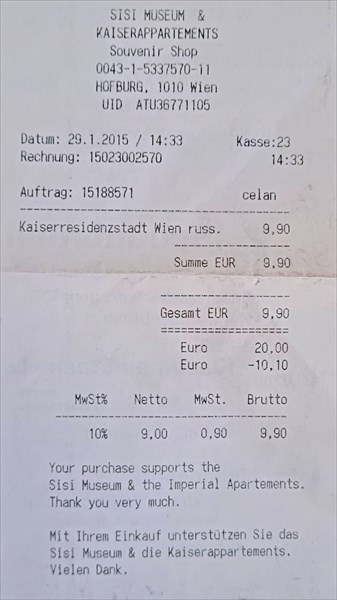 SISI MUSEUM &
KAISERAPPARTEMENTS
Souvenir Shop
0043-1-5337570-11
HOFBURG, 1010 Wien
UID ATU36771105
Datum: 29.1.2015 / 14:33 Kasse:23
Rechnung: 15023002570 14:33
Auftrag: 15188571 celan
Kaiserresidenzstadt Wien russ. 9,90
Summe EUR 9,90
Gesamt EUR 9,90
Euro 20,00
Euro -10,10
MwSt% Netto MwSt. Brutto
10% 9,00 0,90 9,90
Your purchase supports the
Sisi Museum & the Imperial Apartements.
Thank you very much.
Mit Ihrem Einkauf unterstützen Sie das
Sisi Museum & die Kaiserappartements.
Vielen Dank.